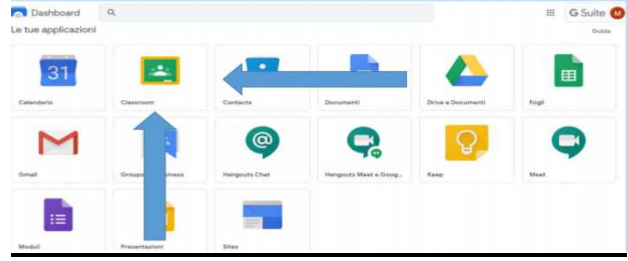 Dashboard
G Suite M
Le tue applicazioni
Guida
31
Calendario Classroom Contacts Documenti Drive e Documenti Fogli
Gmail Hangouts Chat Hangouts Meet e Goog... Keep Meet
Moduli Presentazioni Sites